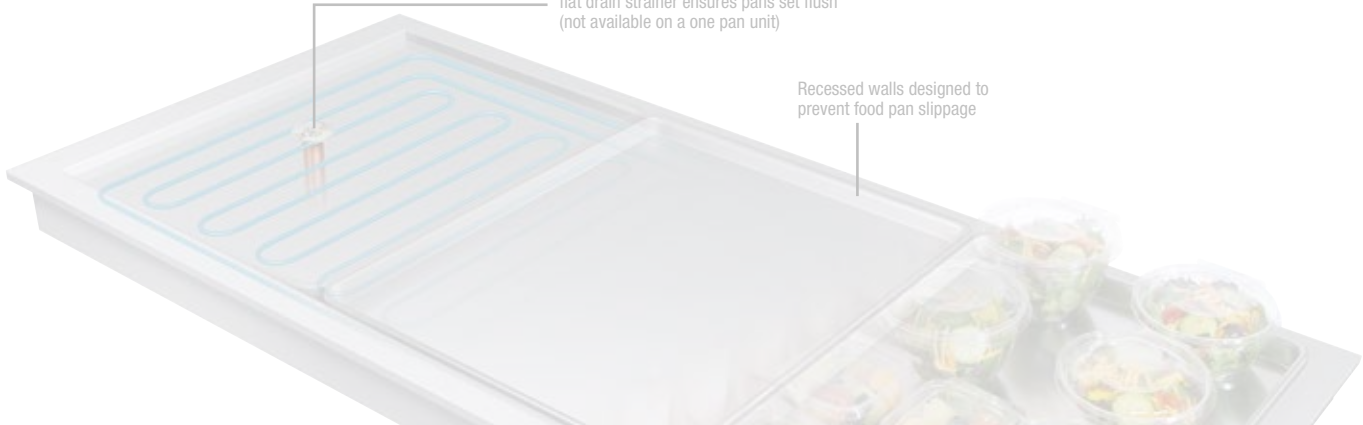 flat drain strainer ensures pans set flush
(not available on a one pan unit)
Recessed walls designed to
prevent food pan slippage